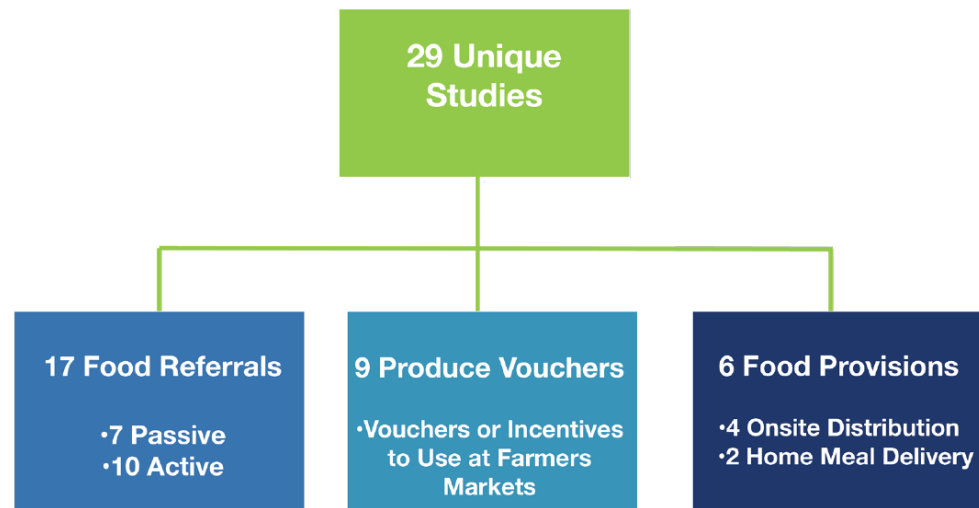 29 Unique
Studies
17 Food Referrals
•7 Passive
•10 Active
9 Produce Vouchers
•Vouchers or Incentives
to Use at Farmers
Markets
6 Food Provisions
•4 Onsite Distribution
•2 Home Meal Delivery